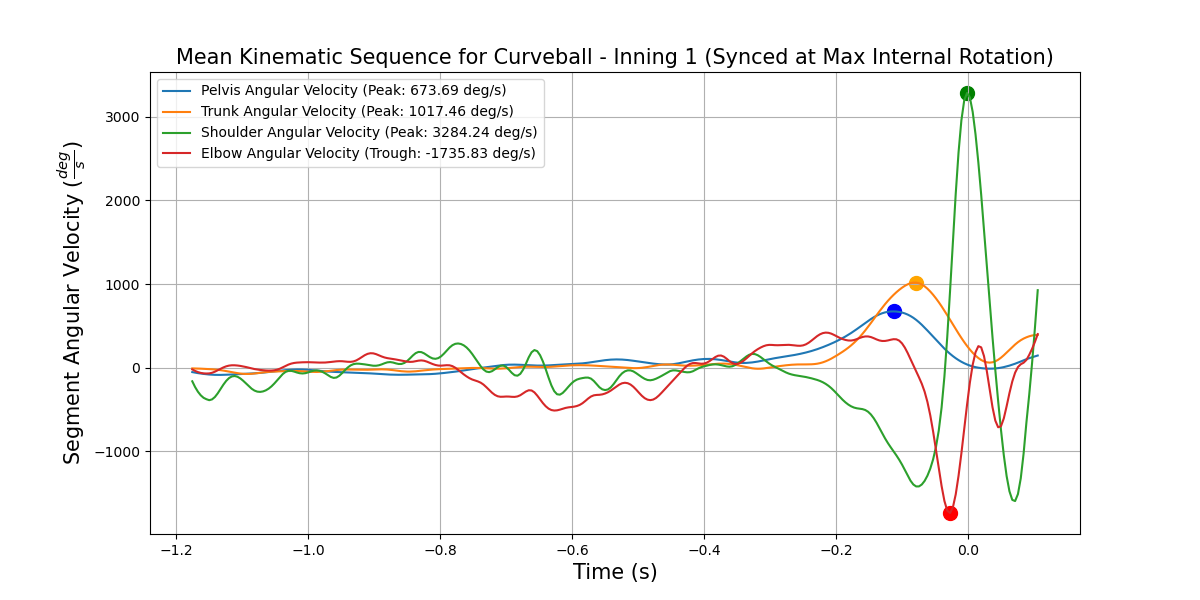 Mean Kinematic Sequence for Curveball - Inning 1 (Synced at Max Internal Rotation)
Pelvis Angular Velocity (Peak: 673.69 deg/s)
Trunk Angular Velocity (Peak: 1017.46 deg/s)
Shoulder Angular Velocity (Peak: 3284.24 deg/s)
Elbow Angular Velocity (Trough: -1735.83 deg/s)
Segment Angular Velocity (deg/s)
3000
2000
1000
0
−1000
−1.2 −1.0 −0.8 −0.6 −0.4 −0.2 0.0
Time (s)